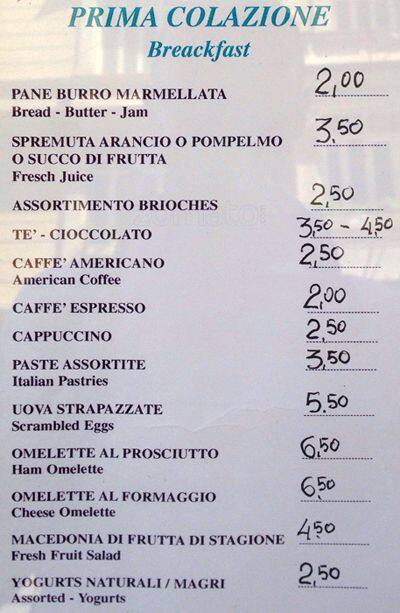 PRIMA COLAZIONE
Breackfast
PANE BURRO MARMELLATA 2,00
Bread - Butter - Jam
SPREMUTA ARANCIO O POMPELMO 3,50
O SUCCO DI FRUTTA
Fresch Juice
ASSORTIMENTO BRIOCHES 2,50
TE' - CIOCCOLATO 3,50 - 4,50
CAFFE' AMERICANO 2,50
American Coffee
CAFFE' ESPRESSO 2,00
CAPPUCCINO 2,50
PASTE ASSORTITE 3,50
Italian Pastries
UOVA STRAPAZZATE 5.50
Scrambled Eggs
OMELETTE AL PROSCIUTTO 6,50
Ham Omelette
OMELETTE AL FORMAGGIO 6,50
Cheese Omelette
MACEDONIA DI FRUTTA DI STAGIONE 4,50
Fresh Fruit Salad
YOGURTS NATURALI / MAGRI 2,50
Assorted - Yogurts